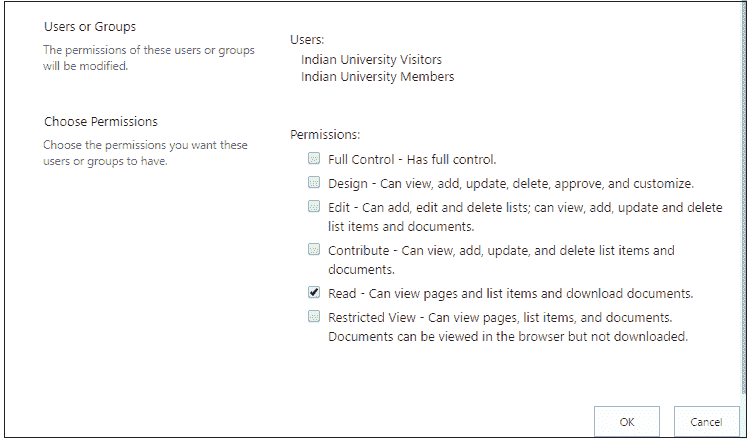 Users or Groups
The permissions of these users or groups
will be modified.
Users:
Indian University Visitors
Indian University Members
Choose Permissions
Choose the permissions you want these
users or groups to have.
Permissions:
Full Control - Has full control.
Design - Can view, add, update, delete, approve, and customize.
Edit - Can add, edit and delete lists; can view, add, update and delete
list items and documents.
Contribute - Can view, add, update, and delete list items and
documents.
Read - Can view pages and list items and download documents.
Restricted View - Can view pages, list items, and documents.
Documents can be viewed in the browser but not downloaded.
OK
Cancel